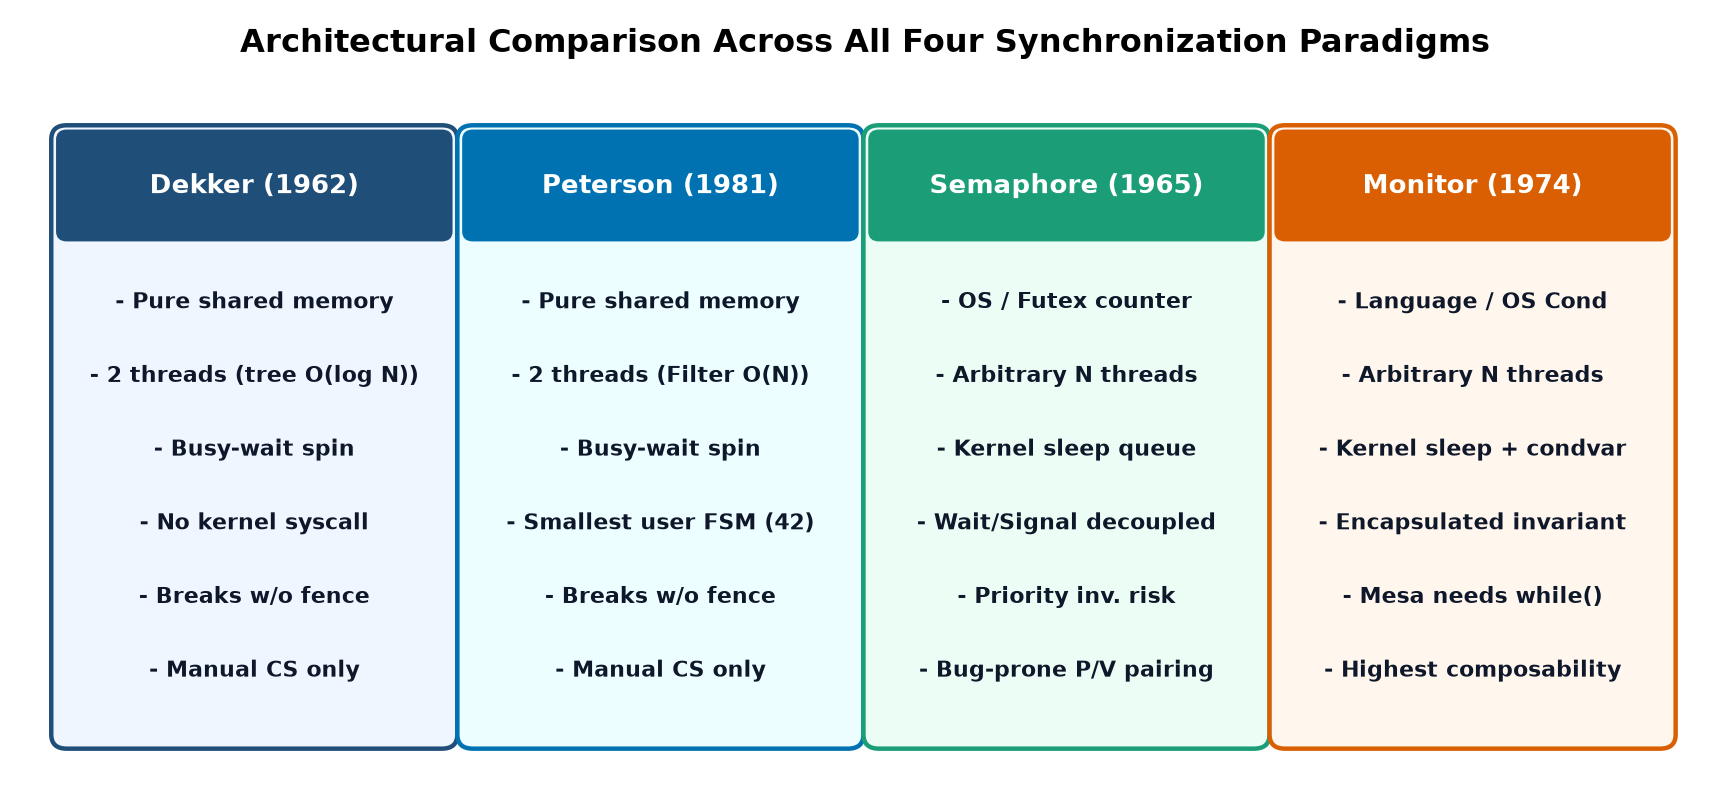 Architectural Comparison Across All Four Synchronization Paradigms
Dekker (1962)
- Pure shared memory
- 2 threads (tree O(log N))
- Busy-wait spin
- No kernel syscall
- Breaks w/o fence
- Manual CS only
Peterson (1981)
- Pure shared memory
- 2 threads (Filter O(N))
- Busy-wait spin
- Smallest user FSM (42)
- Breaks w/o fence
- Manual CS only
Semaphore (1965)
- OS / Futex counter
- Arbitrary N threads
- Kernel sleep queue
- Wait/Signal decoupled
- Priority inv. risk
- Bug-prone P/V pairing
Monitor (1974)
- Language / OS Cond
- Arbitrary N threads
- Kernel sleep + condvar
- Encapsulated invariant
- Mesa needs while()
- Highest composability